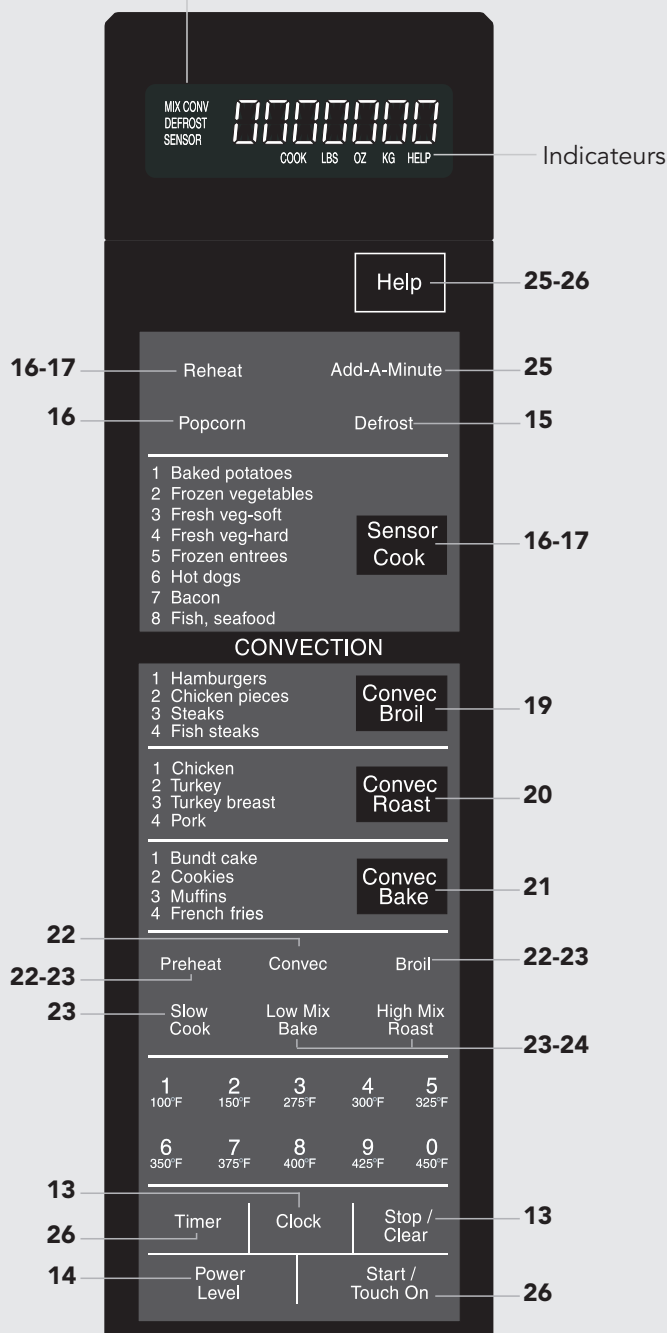 MIX CONV
DEFROST
SENSOR
0000000
COOK LBS OZ KG HELP
Indicateurs
Help
25-26
16-17
Reheat
Add-A-Minute
25
16
Popcorn
Defrost
15
1 Baked potatoes
2 Frozen vegetables
3 Fresh veg-soft
4 Fresh veg-hard
5 Frozen entrees
6 Hot dogs
7 Bacon
8 Fish, seafood
Sensor
Cook
16-17
CONVECTION
1 Hamburgers
2 Chicken pieces
3 Steaks
4 Fish steaks
Convec
Broil
19
1 Chicken
2 Turkey
3 Turkey breast
4 Pork
Convec
Roast
20
1 Bundt cake
2 Cookies
3 Muffins
4 French fries
Convec
Bake
21
22
Preheat
Convec
Broil
22-23
22-23
23
Slow
Cook
Low Mix
Bake
High Mix
Roast
23-24
1 2 3 4 5
100°F 150°F 275°F 300°F 325°F
6 7 8 9 0
350°F 375°F 400°F 425°F 450°F
13
Timer
Clock
Stop /
Clear
13
26
14
Power
Level
Start /
Touch On
26